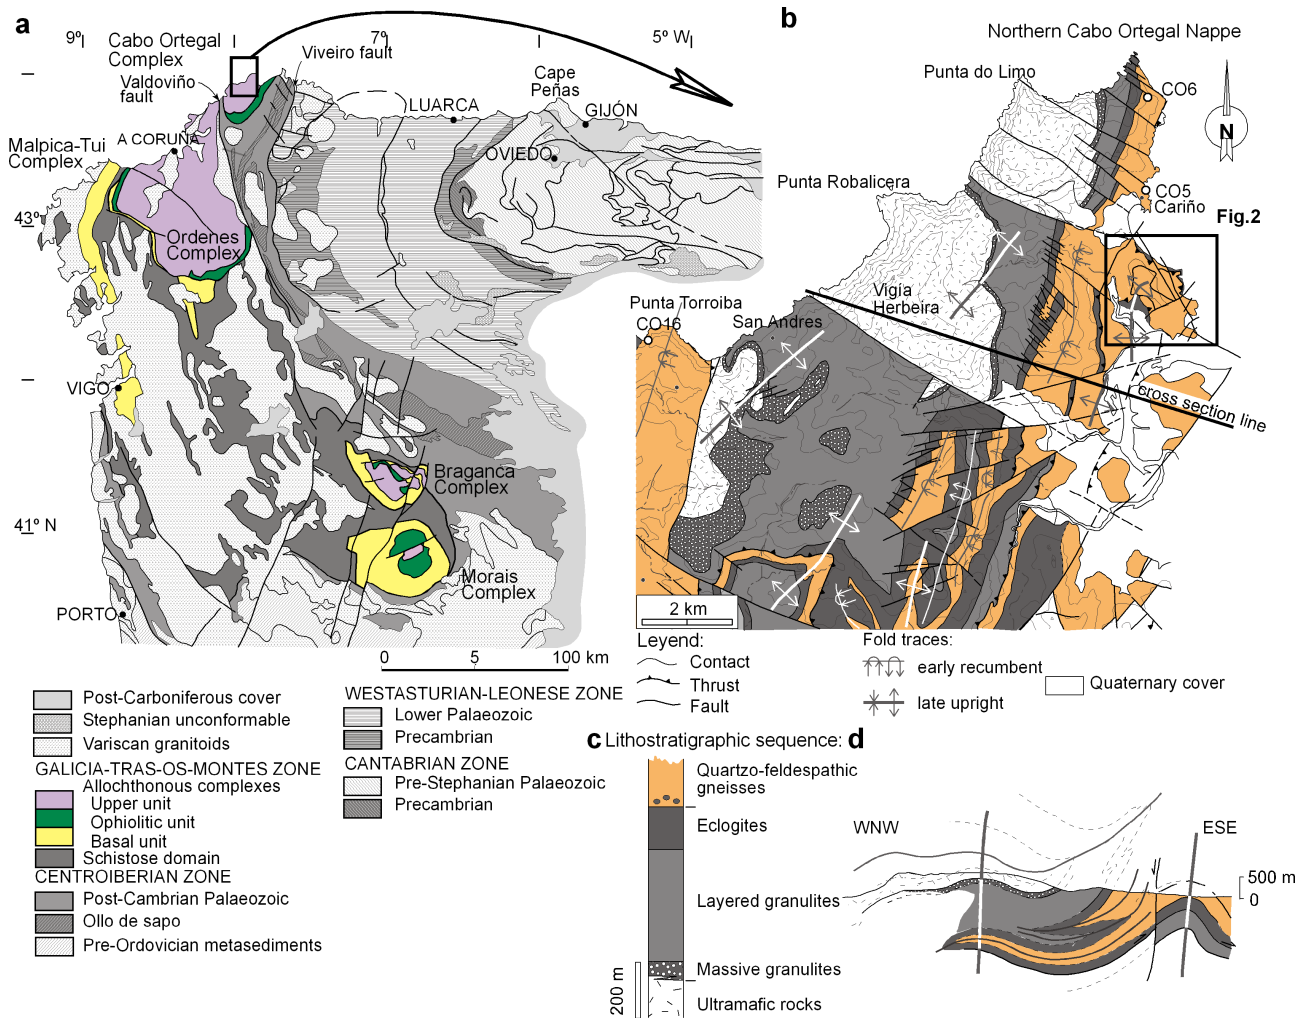 a
9º
7º
5º W
Cabo Ortegal
Complex
Viveiro fault
Valdoviño
fault
Cape
Peñas
LUARCA
GIJÓN
A CORUÑA
OVIEDO
Malpica-Tui
Complex
43º
Ordenes
Complex
VIGO
Braganca
Complex
41º N
Morais
Complex
PORTO
0 5 100 km
Post-Carboniferous cover
Stephanian unconformable
Variscan granitoids
GALICIA-TRAS-OS-MONTES ZONE
Allochthonous complexes
Upper unit
Ophiolitic unit
Basal unit
Schistose domain
CENTROIBERIAN ZONE
Post-Cambrian Palaeozoic
Ollo de sapo
Pre-Ordovician metasediments
WESTASTURIAN-LEONESE ZONE
Lower Palaeozoic
Precambrian
CANTABRIAN ZONE
Pre-Stephanian Palaeozoic
Precambrian
b
Northern Cabo Ortegal Nappe
Punta do Limo
CO6
N
Punta Robalicera
CO5
Cariño
Fig.2
Vigía
Herbeira
Punta Torroiba
CO16
San Andres
cross section line
2 km
Leyend:
Contact
Thrust
Fault
Fold traces:
early recumbent
late upright
Quaternary cover
c Lithostratigraphic sequence:
Quartzo-feldespathic
gneisses
Eclogites
Layered granulites
Massive granulites
Ultramafic rocks
200 m
d
WNW
ESE
500 m
0